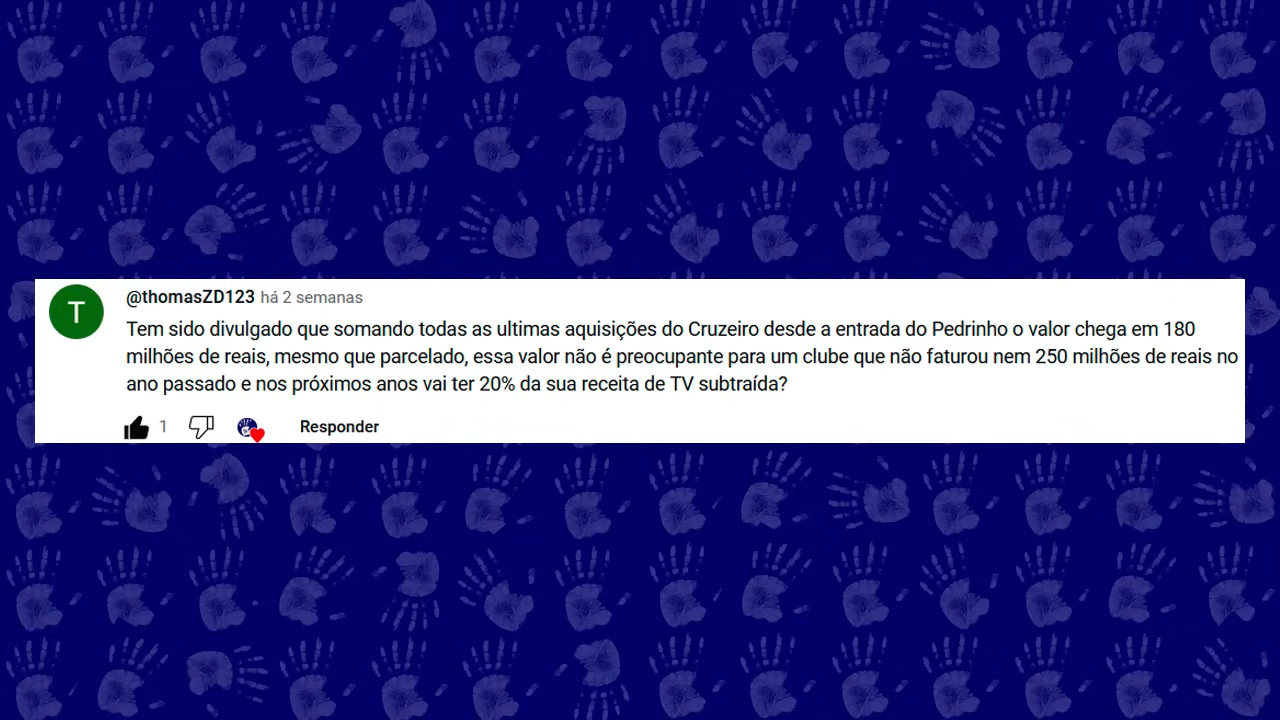 T
@thomasZD123 há 2 semanas
Tem sido divulgado que somando todas as ultimas aquisições do Cruzeiro desde a entrada do Pedrinho o valor chega em 180
milhões de reais, mesmo que parcelado, essa valor não é preocupante para um clube que não faturou nem 250 milhões de reais no
ano passado e nos próximos anos vai ter 20% da sua receita de TV subtraída?
1 Responder